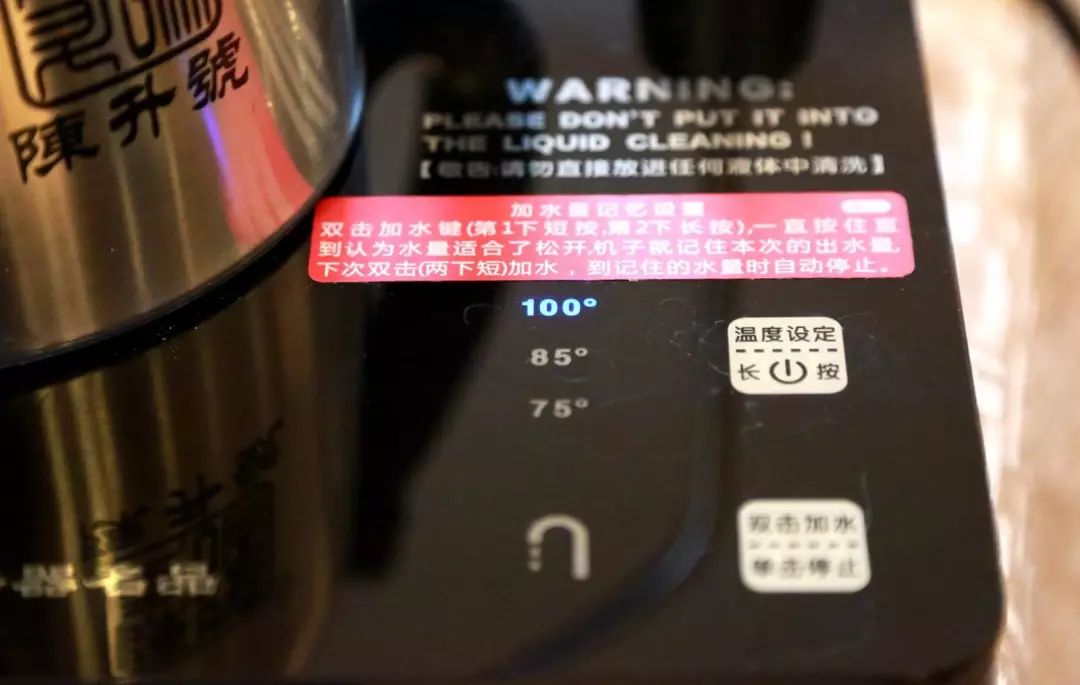 陳升號
WARNING:
PLEASE DON'T PUT IT INTO
THE LIQUID CLEANING!
【敬告:请勿直接放进任何液体中清洗】
加水量记忆设置
双击加水键(第1下短按,第2下长按),一直按住直
到认为水量适合了松开,机子就记住本次的出水量,
下次双击(两下短)加水，到记住的水量时自动停止。
100°
85°
75°
温度设定
长 按
双击加水
单击停止